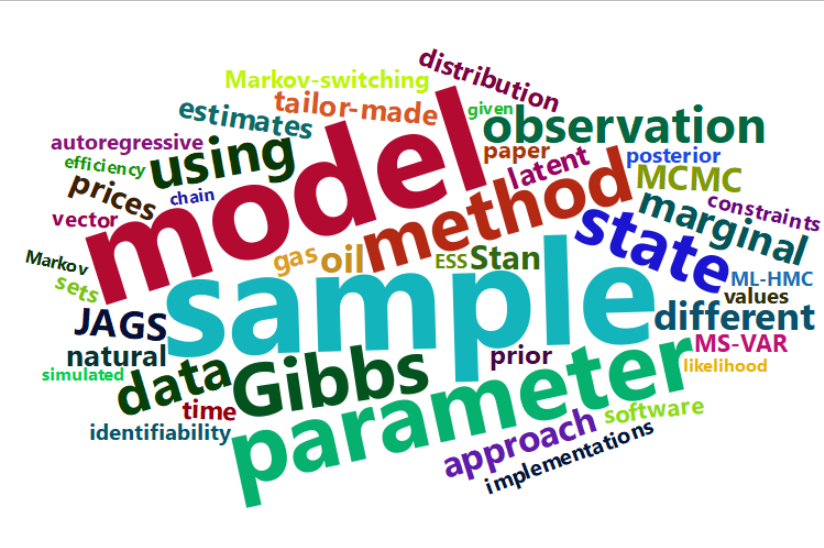 distribution
Markov-switching
tailor-made
given
estimates
observation
autoregressive
using
model
paper
latent
posterior
efficiency
MCMC
prices
chain
method
constraints
vector
marginal
state
Markov
gas
oil
ESS
Stan
ML-HMC
sets
sample
values
JAGS
different
natural
prior
MS-VAR
simulated
data
Gibbs
parameter
likelihood
time
identifiability
approach
software
implementations